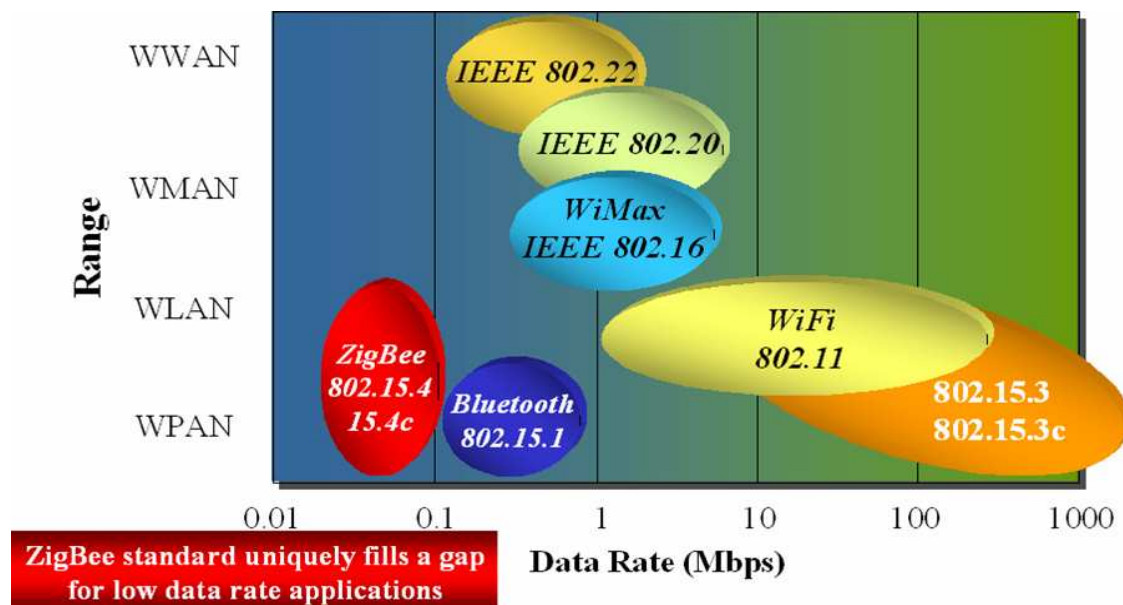 WWAN
IEEE 802.22
IEEE 802.20
WMAN
WiMax
IEEE 802.16
Range
WLAN
WiFi
802.11
ZigBee
802.15.4
15.4c
Bluetooth
802.15.1
802.15.3
802.15.3c
WPAN
0.01 0.1 1 10 100 1000
Data Rate (Mbps)
ZigBee standard uniquely fills a gap
for low data rate applications